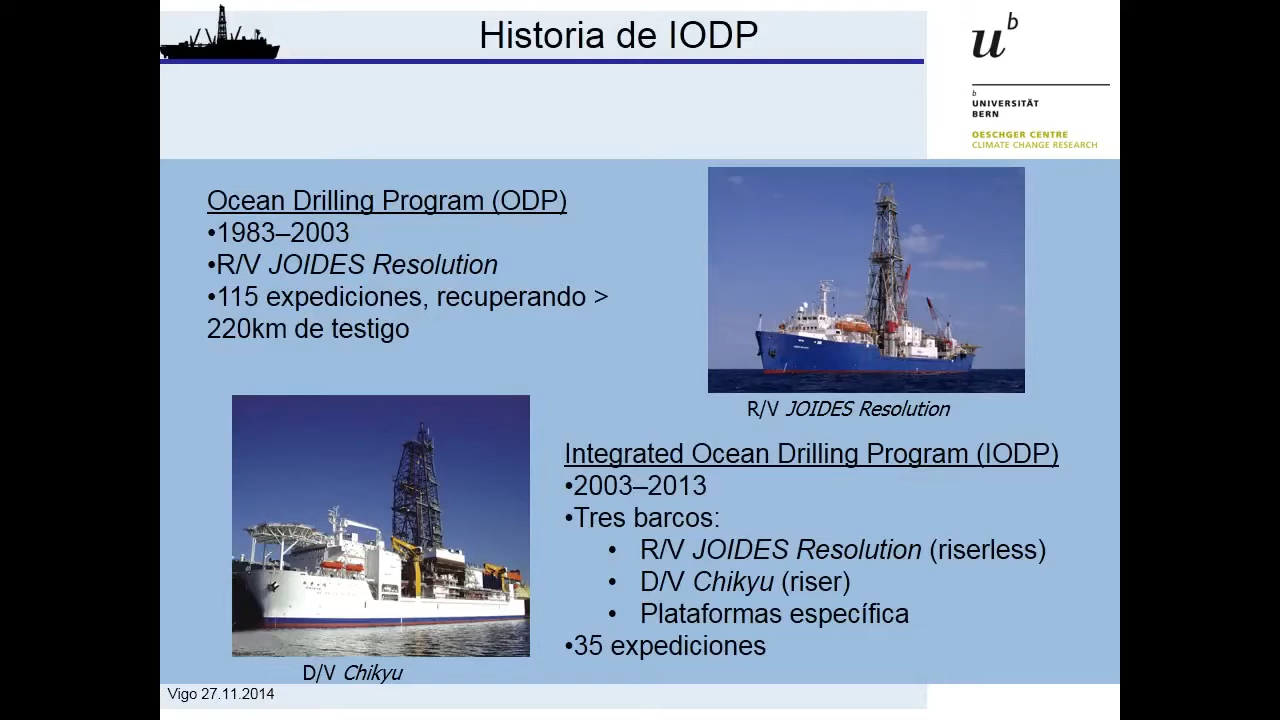 Historia de IODP
u^b
b
UNIVERSITÄT
BERN
OESCHGER CENTRE
CLIMATE CHANGE RESEARCH
Ocean Drilling Program (ODP)
•1983–2003
•R/V JOIDES Resolution
•115 expediciones, recuperando >
220km de testigo
R/V JOIDES Resolution
D/V Chikyu
Integrated Ocean Drilling Program (IODP)
•2003–2013
•Tres barcos:
• R/V JOIDES Resolution (riserless)
• D/V Chikyu (riser)
• Plataformas específica
•35 expediciones
Vigo 27.11.2014